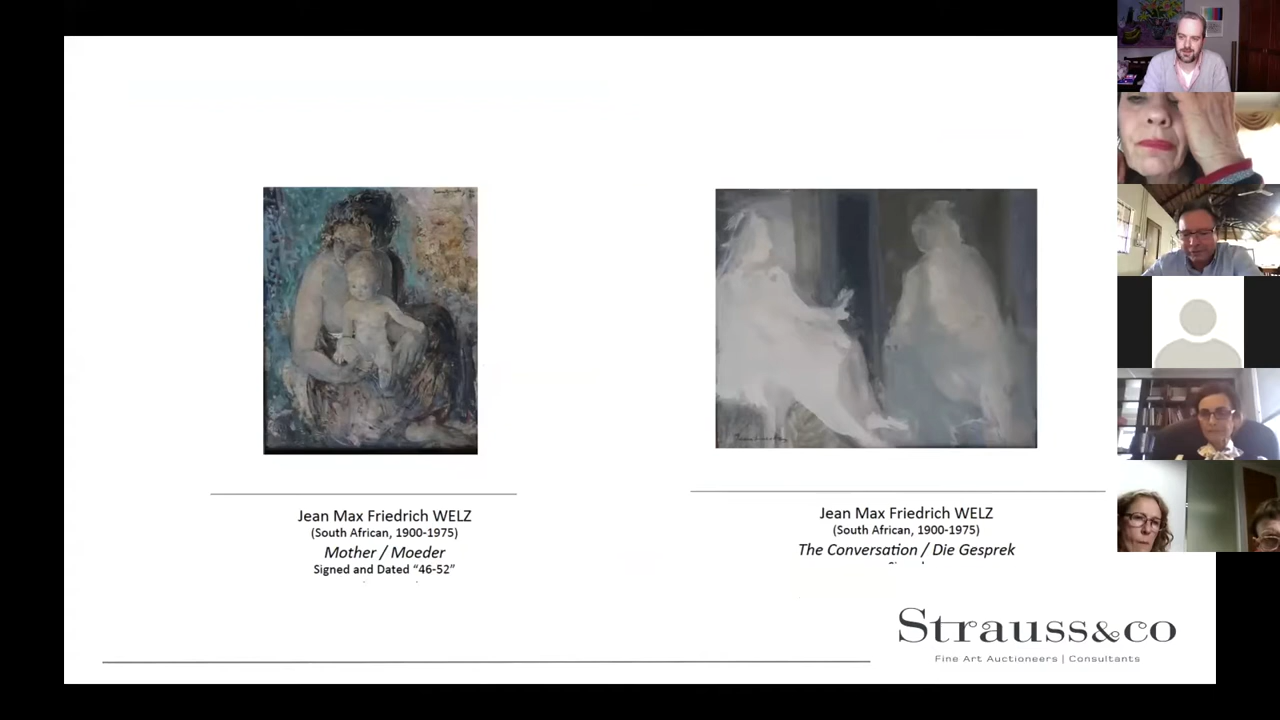 Jean Max Friedrich WELZ
(South African, 1900-1975)
Mother / Moeder
Signed and Dated “46-52”
Jean Max Friedrich WELZ
(South African, 1900-1975)
The Conversation / Die Gesprek
Strauss&co
Fine Art Auctioneers | Consultants